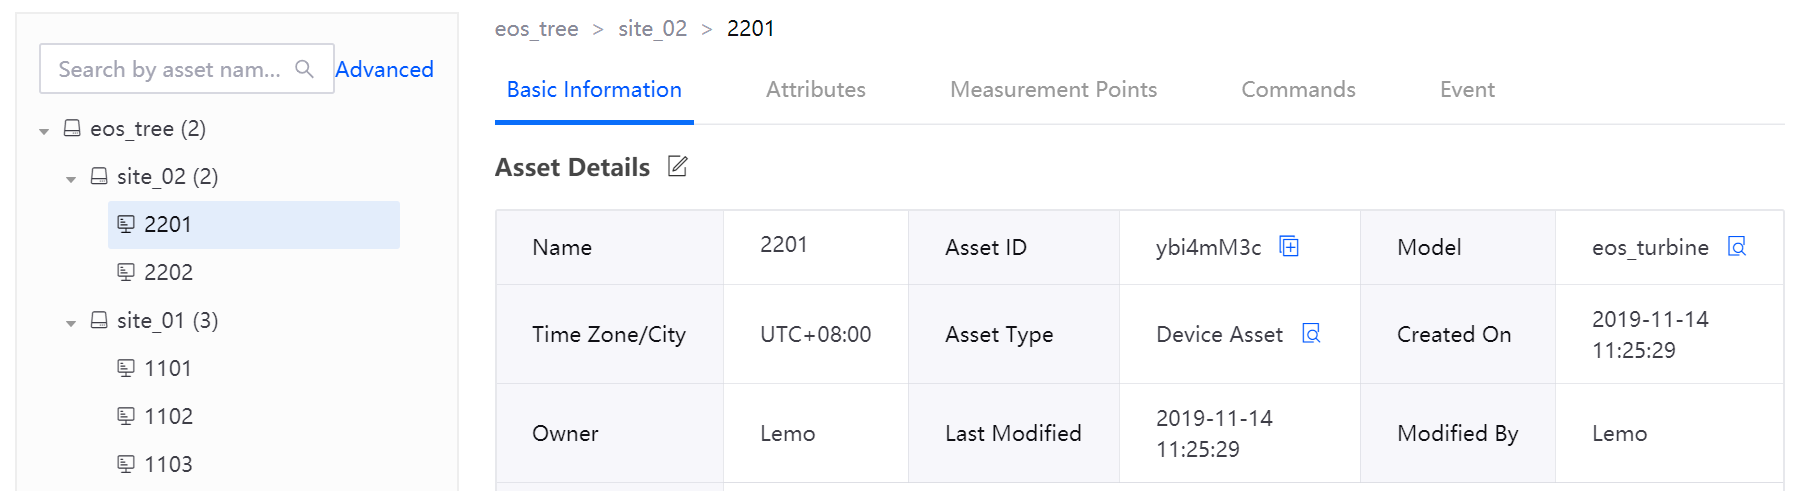 Search by asset nam...
Advanced
eos_tree (2)
site_02 (2)
2201
2202
site_01 (3)
1101
1102
1103
eos_tree > site_02 > 2201
Basic Information Attributes Measurement Points Commands Event
Asset Details
Name 2201 Asset ID ybi4mM3c Model eos_turbine
Time Zone/City UTC+08:00 Asset Type Device Asset Created On 2019-11-14
11:25:29
Owner Lemo Last Modified 2019-11-14
11:25:29
Modified By Lemo